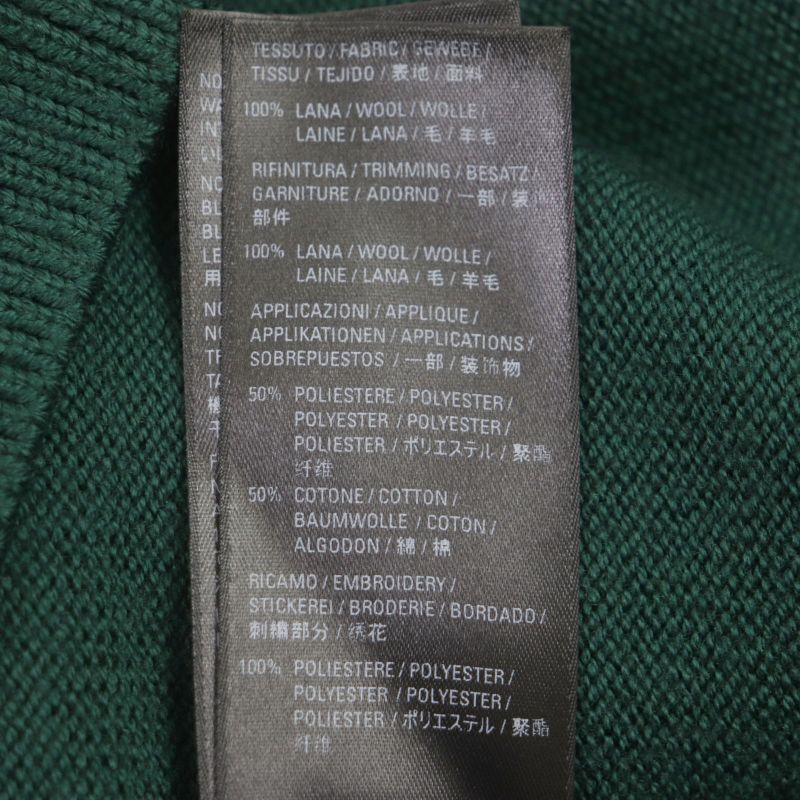 TESSUTO / FABRIC / GEWEBE /
TISSU / TEJIDO / 表地 / 面料
100% LANA / WOOL / WOLLE /
LAINE / LANA / 毛 / 羊毛
RIFINITURA / TRIMMING / BESATZ /
GARNITURE / ADORNO / 一部 / 装饰
部件
100% LANA / WOOL / WOLLE /
LAINE / LANA / 毛 / 羊毛
APPLICAZIONI / APPLIQUE /
APPLIKATIONEN / APPLICATIONS /
SOBREPUESTOS / 一部 / 装饰物
50% POLIESTERE / POLYESTER /
POLYESTER / POLYESTER /
POLIESTER / ポリエステル / 聚酯
纤维
50% COTONE / COTTON /
BAUMWOLLE / COTON /
ALGODON / 綿 / 棉
RICAMO / EMBROIDERY /
STICKEREI / BRODERIE / BORDADO /
刺繍部分 / 绣花
100% POLIESTERE / POLYESTER /
POLYESTER / POLYESTER /
POLIESTER / ポリエステル / 聚酯
纤维